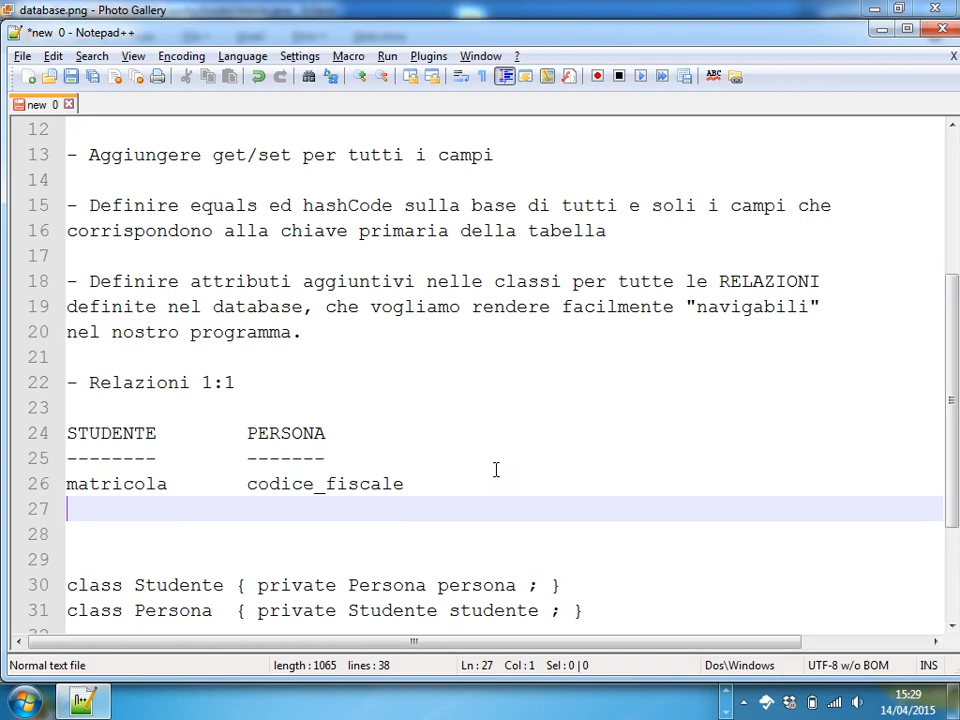 database.png - Photo Gallery
*new  0 - Notepad++
File Edit Search View Encoding Language Settings Macro Run Plugins Window ? X
new  0
12
13 - Aggiungere get/set per tutti i campi
14
15 - Definire equals ed hashCode sulla base di tutti e soli i campi che
16 corrispondono alla chiave primaria della tabella
17
18 - Definire attributi aggiuntivi nelle classi per tutte le RELAZIONI
19 definite nel database, che vogliamo rendere facilmente "navigabili"
20 nel nostro programma.
21
22 - Relazioni 1:1
23
24 STUDENTE        PERSONA
25 --------        -------
26 matricola       codice_fiscale
27
28
29
30 class Studente { private Persona persona ; }
31 class Persona  { private Studente studente ; }
32
Normal text file length : 1065 lines : 38 Ln : 27 Col : 1 Sel : 0 | 0 Dos\Windows UTF-8 w/o BOM INS
15:29
14/04/2015